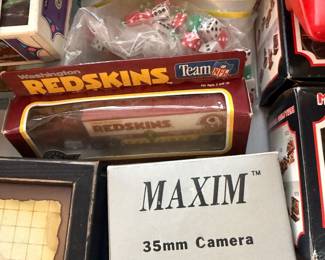 Washington
REDSKINS
Team NFL
REDSKINS
MAXIM™
35mm Camera